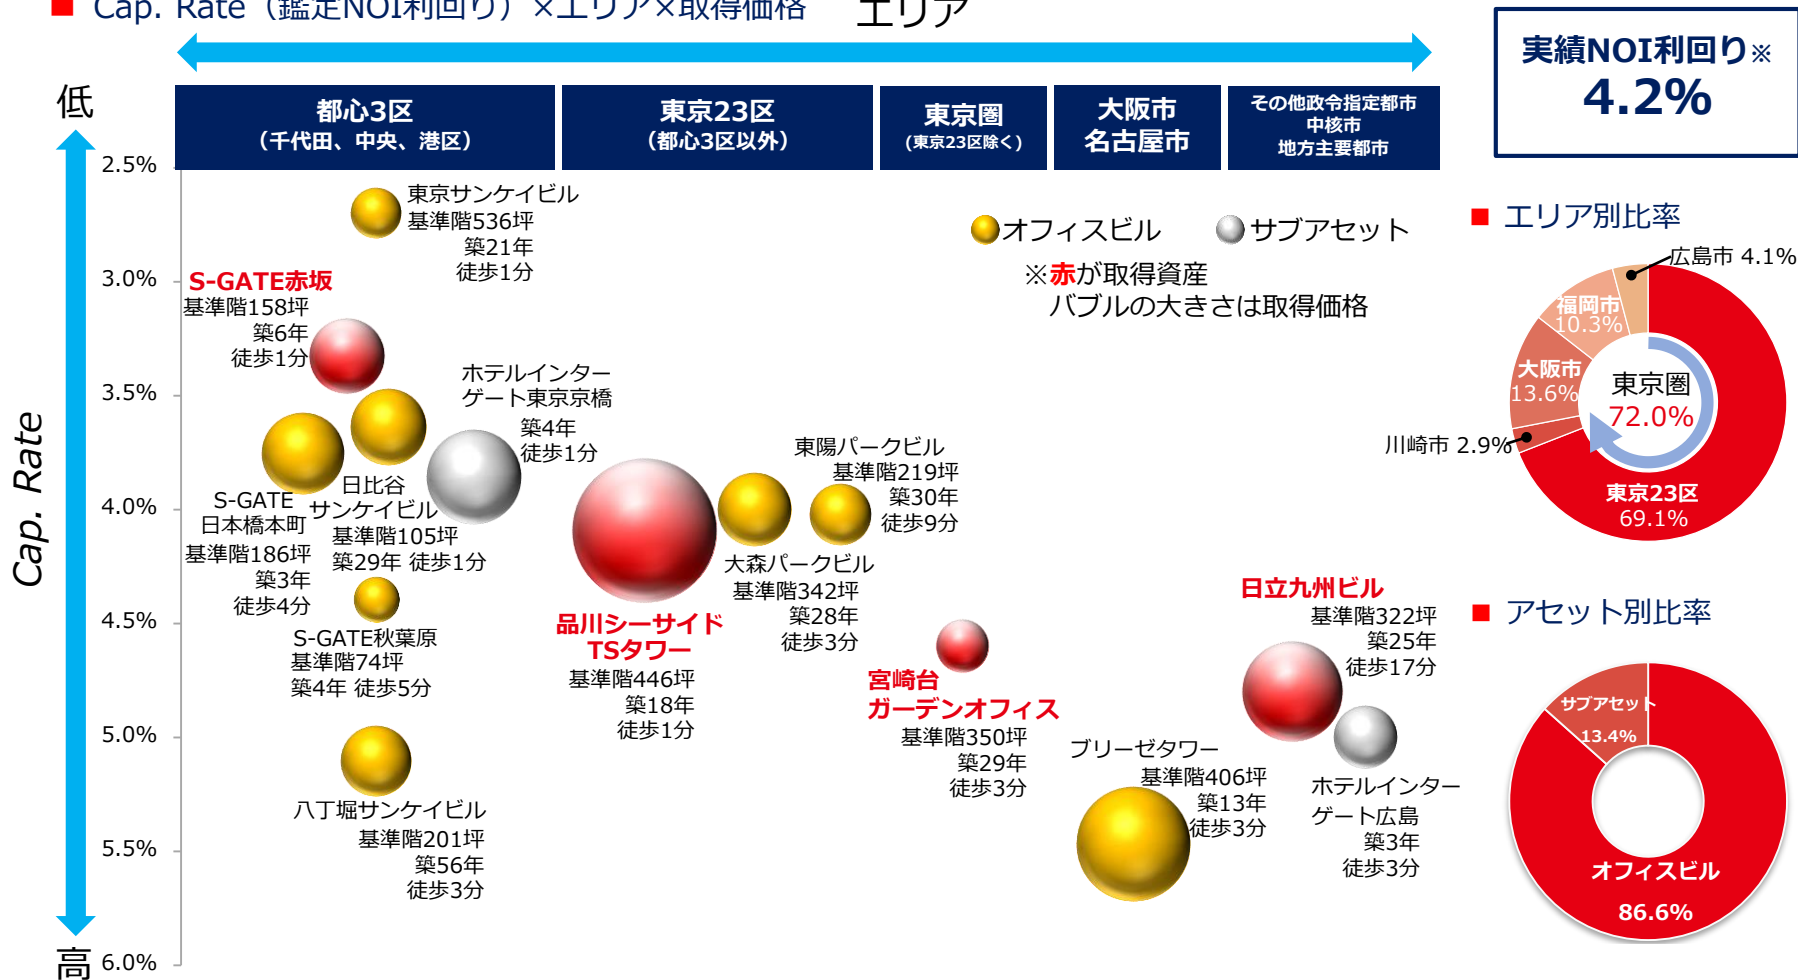 ■ Cap. Rate（鑑定NOI利回り）×エリア×取得価格
エリア
実績NOI利回り※
4.2%
低
都心3区
（千代田、中央、港区）
東京23区
（都心3区以外）
東京圏
（東京23区除く）
大阪市
名古屋市
その他政令指定都市
中核市
地方主要都市
Cap. Rate
2.5%
3.0%
3.5%
4.0%
4.5%
5.0%
5.5%
6.0%
高
東京サンケイビル
基準階536坪
築21年
徒歩1分
S-GATE赤坂
基準階158坪
築6年
徒歩1分
ホテルインター
ゲート東京京橋
築4年
徒歩1分
S-GATE
日本橋本町
基準階186坪
築3年
徒歩4分
日比谷
サンケイビル
基準階105坪
築29年 徒歩1分
S-GATE秋葉原
基準階74坪
築4年 徒歩5分
八丁堀サンケイビル
基準階201坪
築56年
徒歩3分
オフィスビル
サブアセット
※赤が取得資産
バブルの大きさは取得価格
東陽パークビル
基準階219坪
築30年
徒歩9分
大森パークビル
基準階342坪
築28年
徒歩3分
品川シーサイド
TSタワー
基準階446坪
築18年
徒歩1分
宮崎台
ガーデンオフィス
基準階350坪
築29年
徒歩3分
ブリーゼタワー
基準階406坪
築13年
徒歩3分
日立九州ビル
基準階322坪
築25年
徒歩17分
ホテルインター
ゲート広島
築3年
徒歩3分
■ エリア別比率
広島市 4.1%
福岡市
10.3%
大阪市
13.6%
川崎市 2.9%
東京圏
72.0%
東京23区
69.1%
■ アセット別比率
サブアセット
13.4%
オフィスビル
86.6%